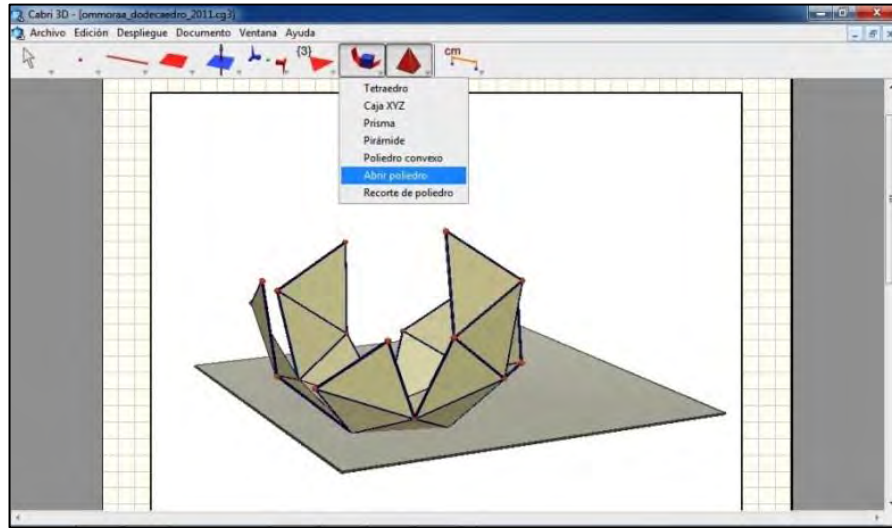 Cabri 3D - [ommoraa_dodecaedro_2011.cg3]
Archivo Edición Despliegue Documento Ventana Ayuda
{3}
cm
Tetraedro
Caja XYZ
Prisma
Pirámide
Poliedro convexo
Abrir poliedro
Recorte de poliedro